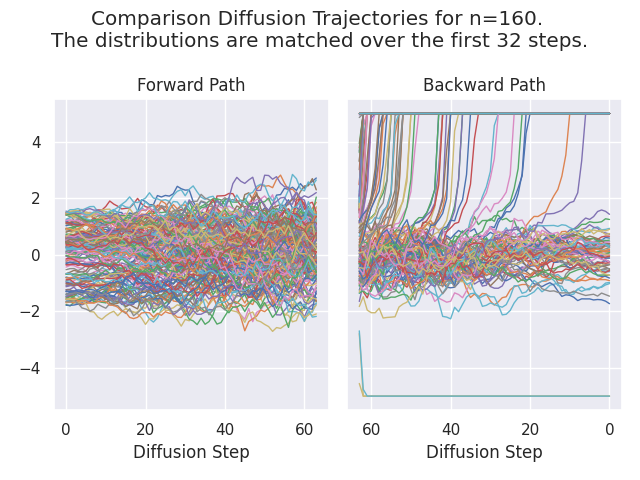 Comparison Diffusion Trajectories for n=160.
The distributions are matched over the first 32 steps.
Forward Path
Backward Path
4
2
0
−2
−4
0 20 40 60
60 40 20 0
Diffusion Step
Diffusion Step